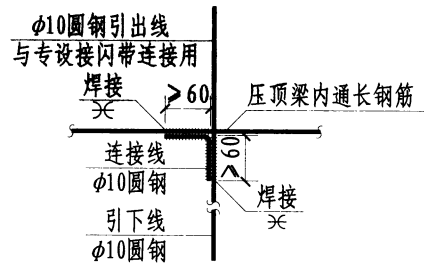 φ10圆钢引出线
与专设接闪带连接用
焊接
≥60
压顶梁内通长钢筋
连接线
φ10圆钢
≥60
焊接
引下线
φ10圆钢